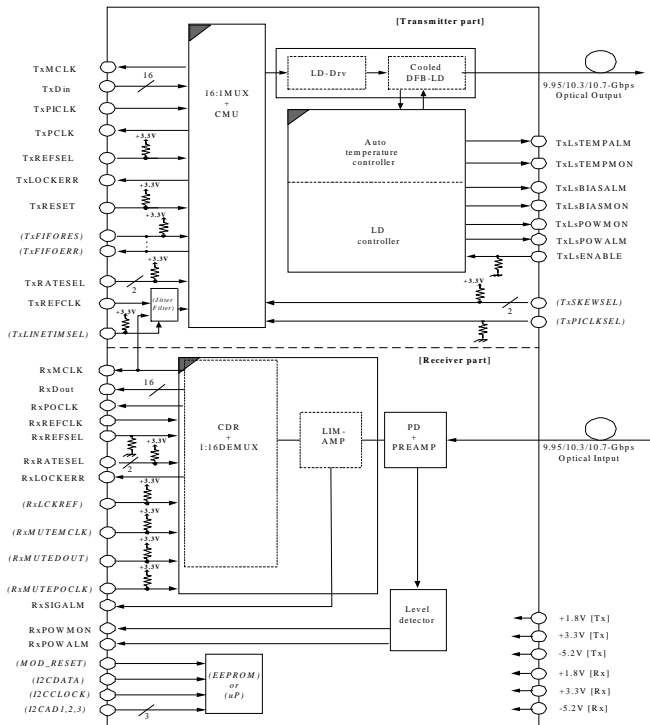 [Transmitter part]
TxMCLK
16
TxDin
TxPICLK
TxPCLK
+3.3V
TxREFSEL
TxLOCKERR
+3.3V
TxRESET
+3.3V
(TxFIFORES)
(TxFIFOERR)
+3.3V
TxRATESEL
2
TxREFCLK
(Jitter
Filter)
+3.3V
(TxLINETIMSEL)
16:1MUX
+
CMU
LD-Drv
Cooled
DFB-LD
9.95/10.3/10.7-Gbps
Optical Output
Auto
temperature
controller
LD
controller
TxLsTEMPALM
TxLsTEMPMON
TxLsBIASALM
TxLsBIASMON
TxLsPOWMON
TxLsPOWALM
TxLsENABLE
+3.3V
2
(TxSKEWSEL)
+3.3V
(TxPICLKSEL)
[Receiver part]
RxMCLK
16
RxDout
RxPOCLK
RxREFCLK
RxREFSEL
+3.3V
RxRATESEL
2
RxLOCKERR
+3.3V
(RxLCKREF)
+3.3V
(RxMUTEMCLK)
+3.3V
(RxMUTEDOUT)
+3.3V
(RxMUTEPOCLK)
RxSIGALM
RxPOWMON
RxPOWALM
CDR
+
1:16DEMUX
LIM-
AMP
PD
+
PREAMP
9.95/10.3/10.7-Gbps
Optical Intput
Level
detector
(MOD_RESET)
(I2CDATA)
(I2CCLOCK)
(I2CAD1,2,3)
3
(EEPROM)
or
(uP)
+1.8V [Tx]
+3.3V [Tx]
-5.2V [Tx]
+1.8V [Rx]
+3.3V [Rx]
-5.2V [Rx]